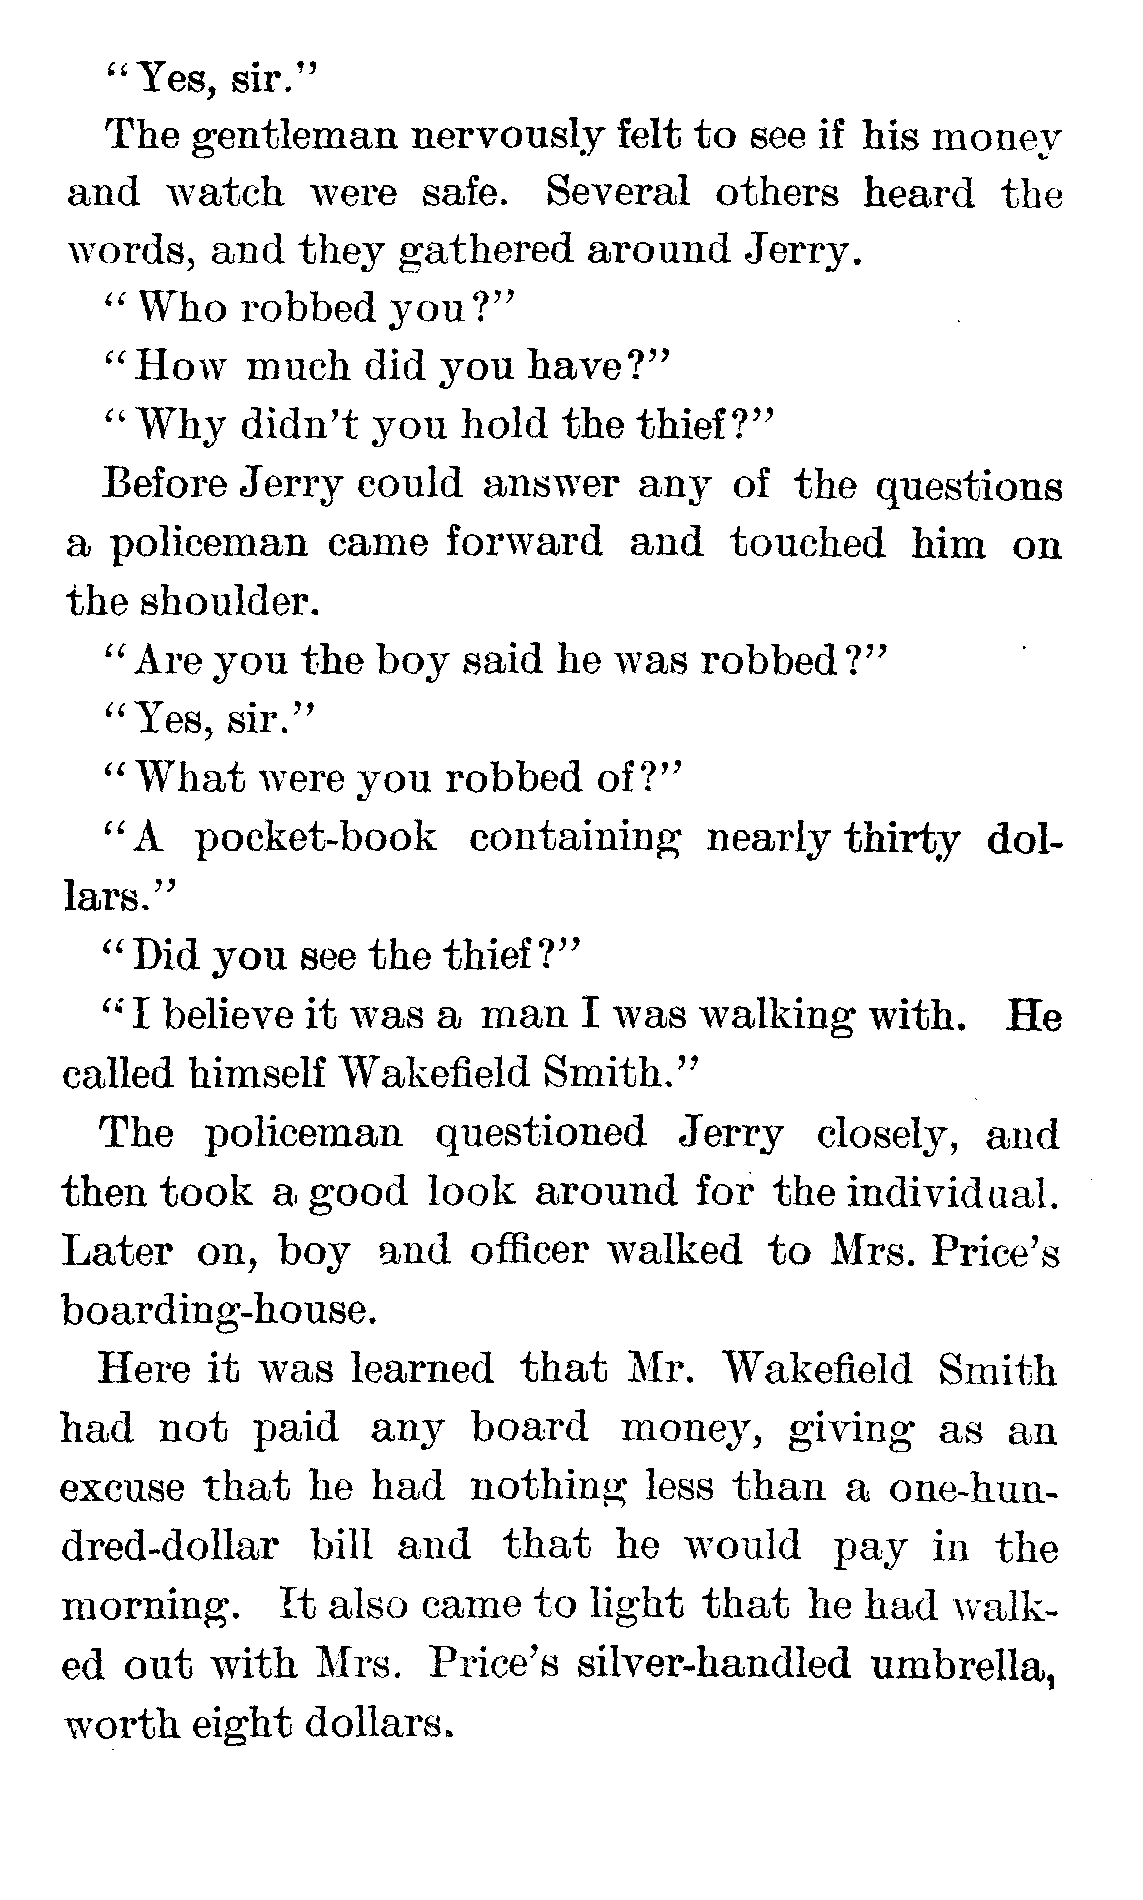 "Yes, sir."
The gentleman nervously felt to see if his money
and watch were safe. Several others heard the
words, and they gathered around Jerry.
"Who robbed you?"
"How much did you have?"
"Why didn't you hold the thief?"
Before Jerry could answer any of the questions
a policeman came forward and touched him on
the shoulder.
"Are you the boy said he was robbed?"
"Yes, sir."
"What were you robbed of?"
"A pocket-book containing nearly thirty dol-
lars."
"Did you see the thief?"
"I believe it was a man I was walking with. He
called himself Wakefield Smith."
The policeman questioned Jerry closely, and
then took a good look around for the individual.
Later on, boy and officer walked to Mrs. Price's
boarding-house.
Here it was learned that Mr. Wakefield Smith
had not paid any board money, giving as an
excuse that he had nothing less than a one-hun-
dred-dollar bill and that he would pay in the
morning. It also came to light that he had walk-
ed out with Mrs. Price's silver-handled umbrella,
worth eight dollars.